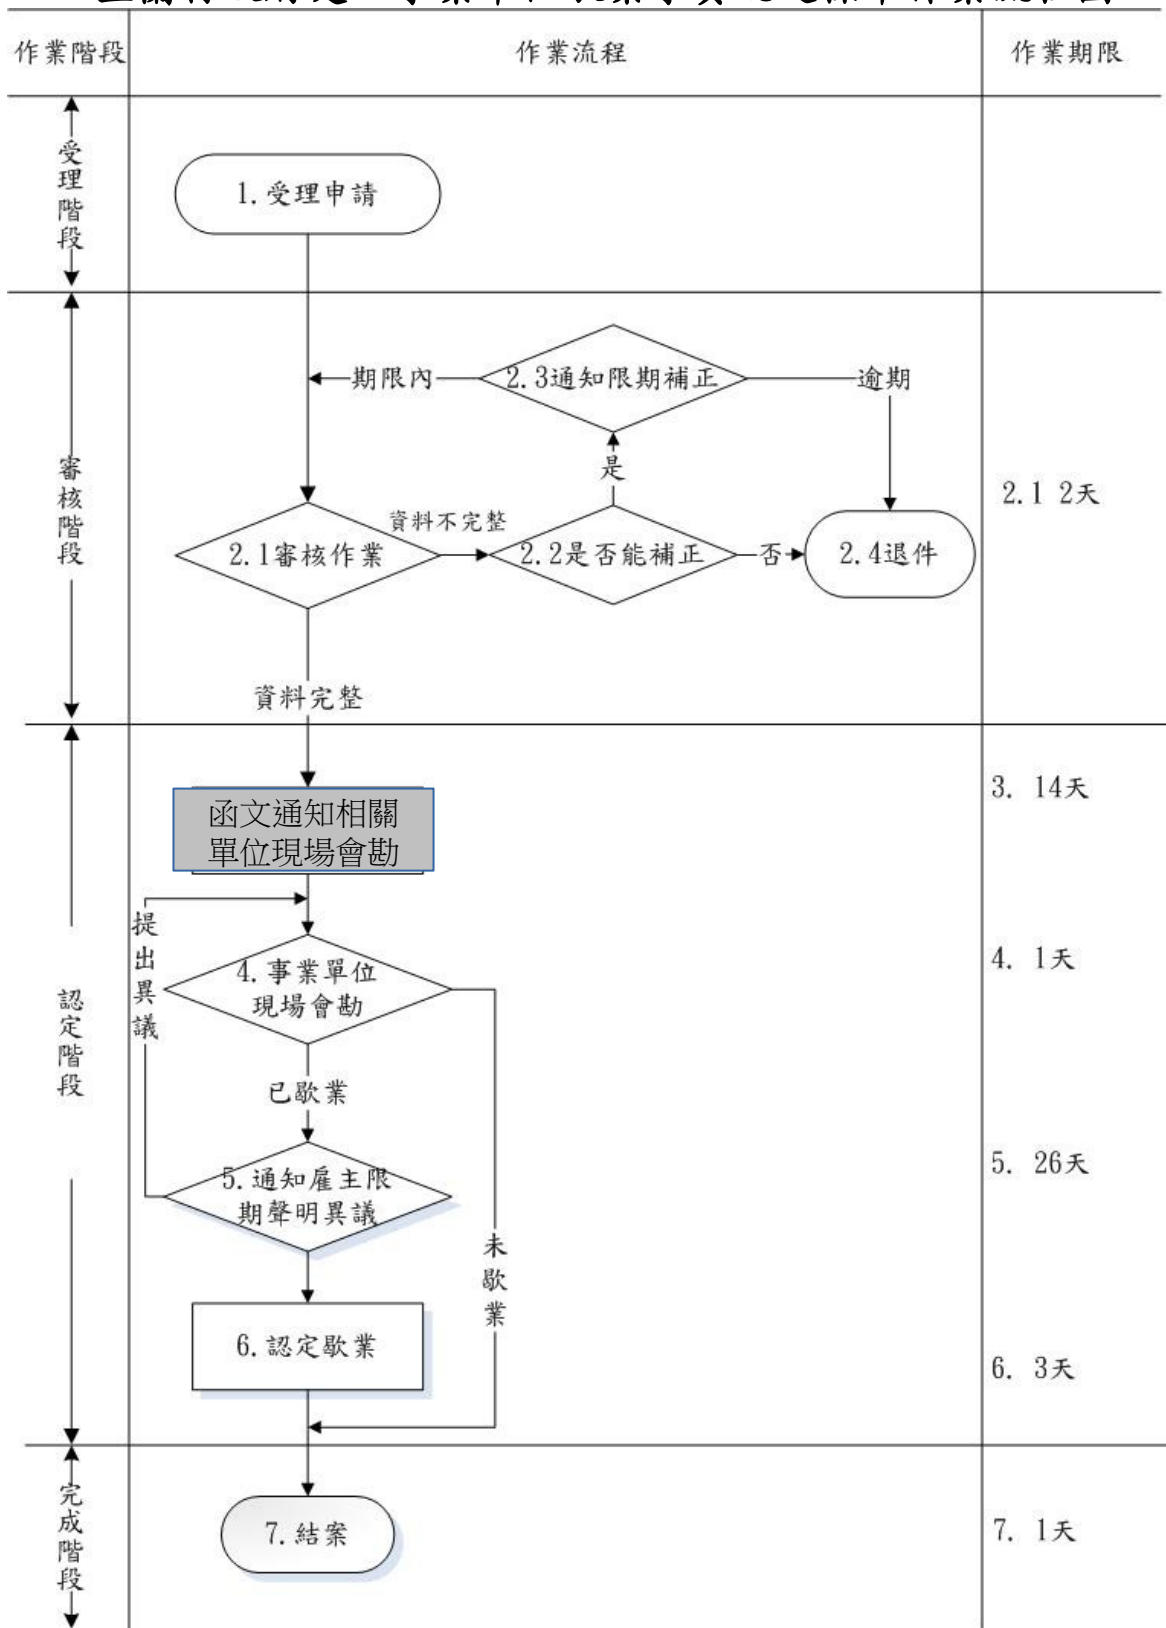 作業階段
作業流程
作業期限
受理階段
1. 受理申請
審核階段
期限內
2.3通知限期補正
逾期
是
資料不完整
2.1審核作業
2.2是否能補正
否
2.4退件
2.1 2天
資料完整
認定階段
函文通知相關
單位現場會勘
3. 14天
提出異議
4. 事業單位
現場會勘
4. 1天
已歇業
5. 通知雇主限
期聲明異議
5. 26天
未歇業
6. 認定歇業
6. 3天
完成階段
7. 結案
7. 1天